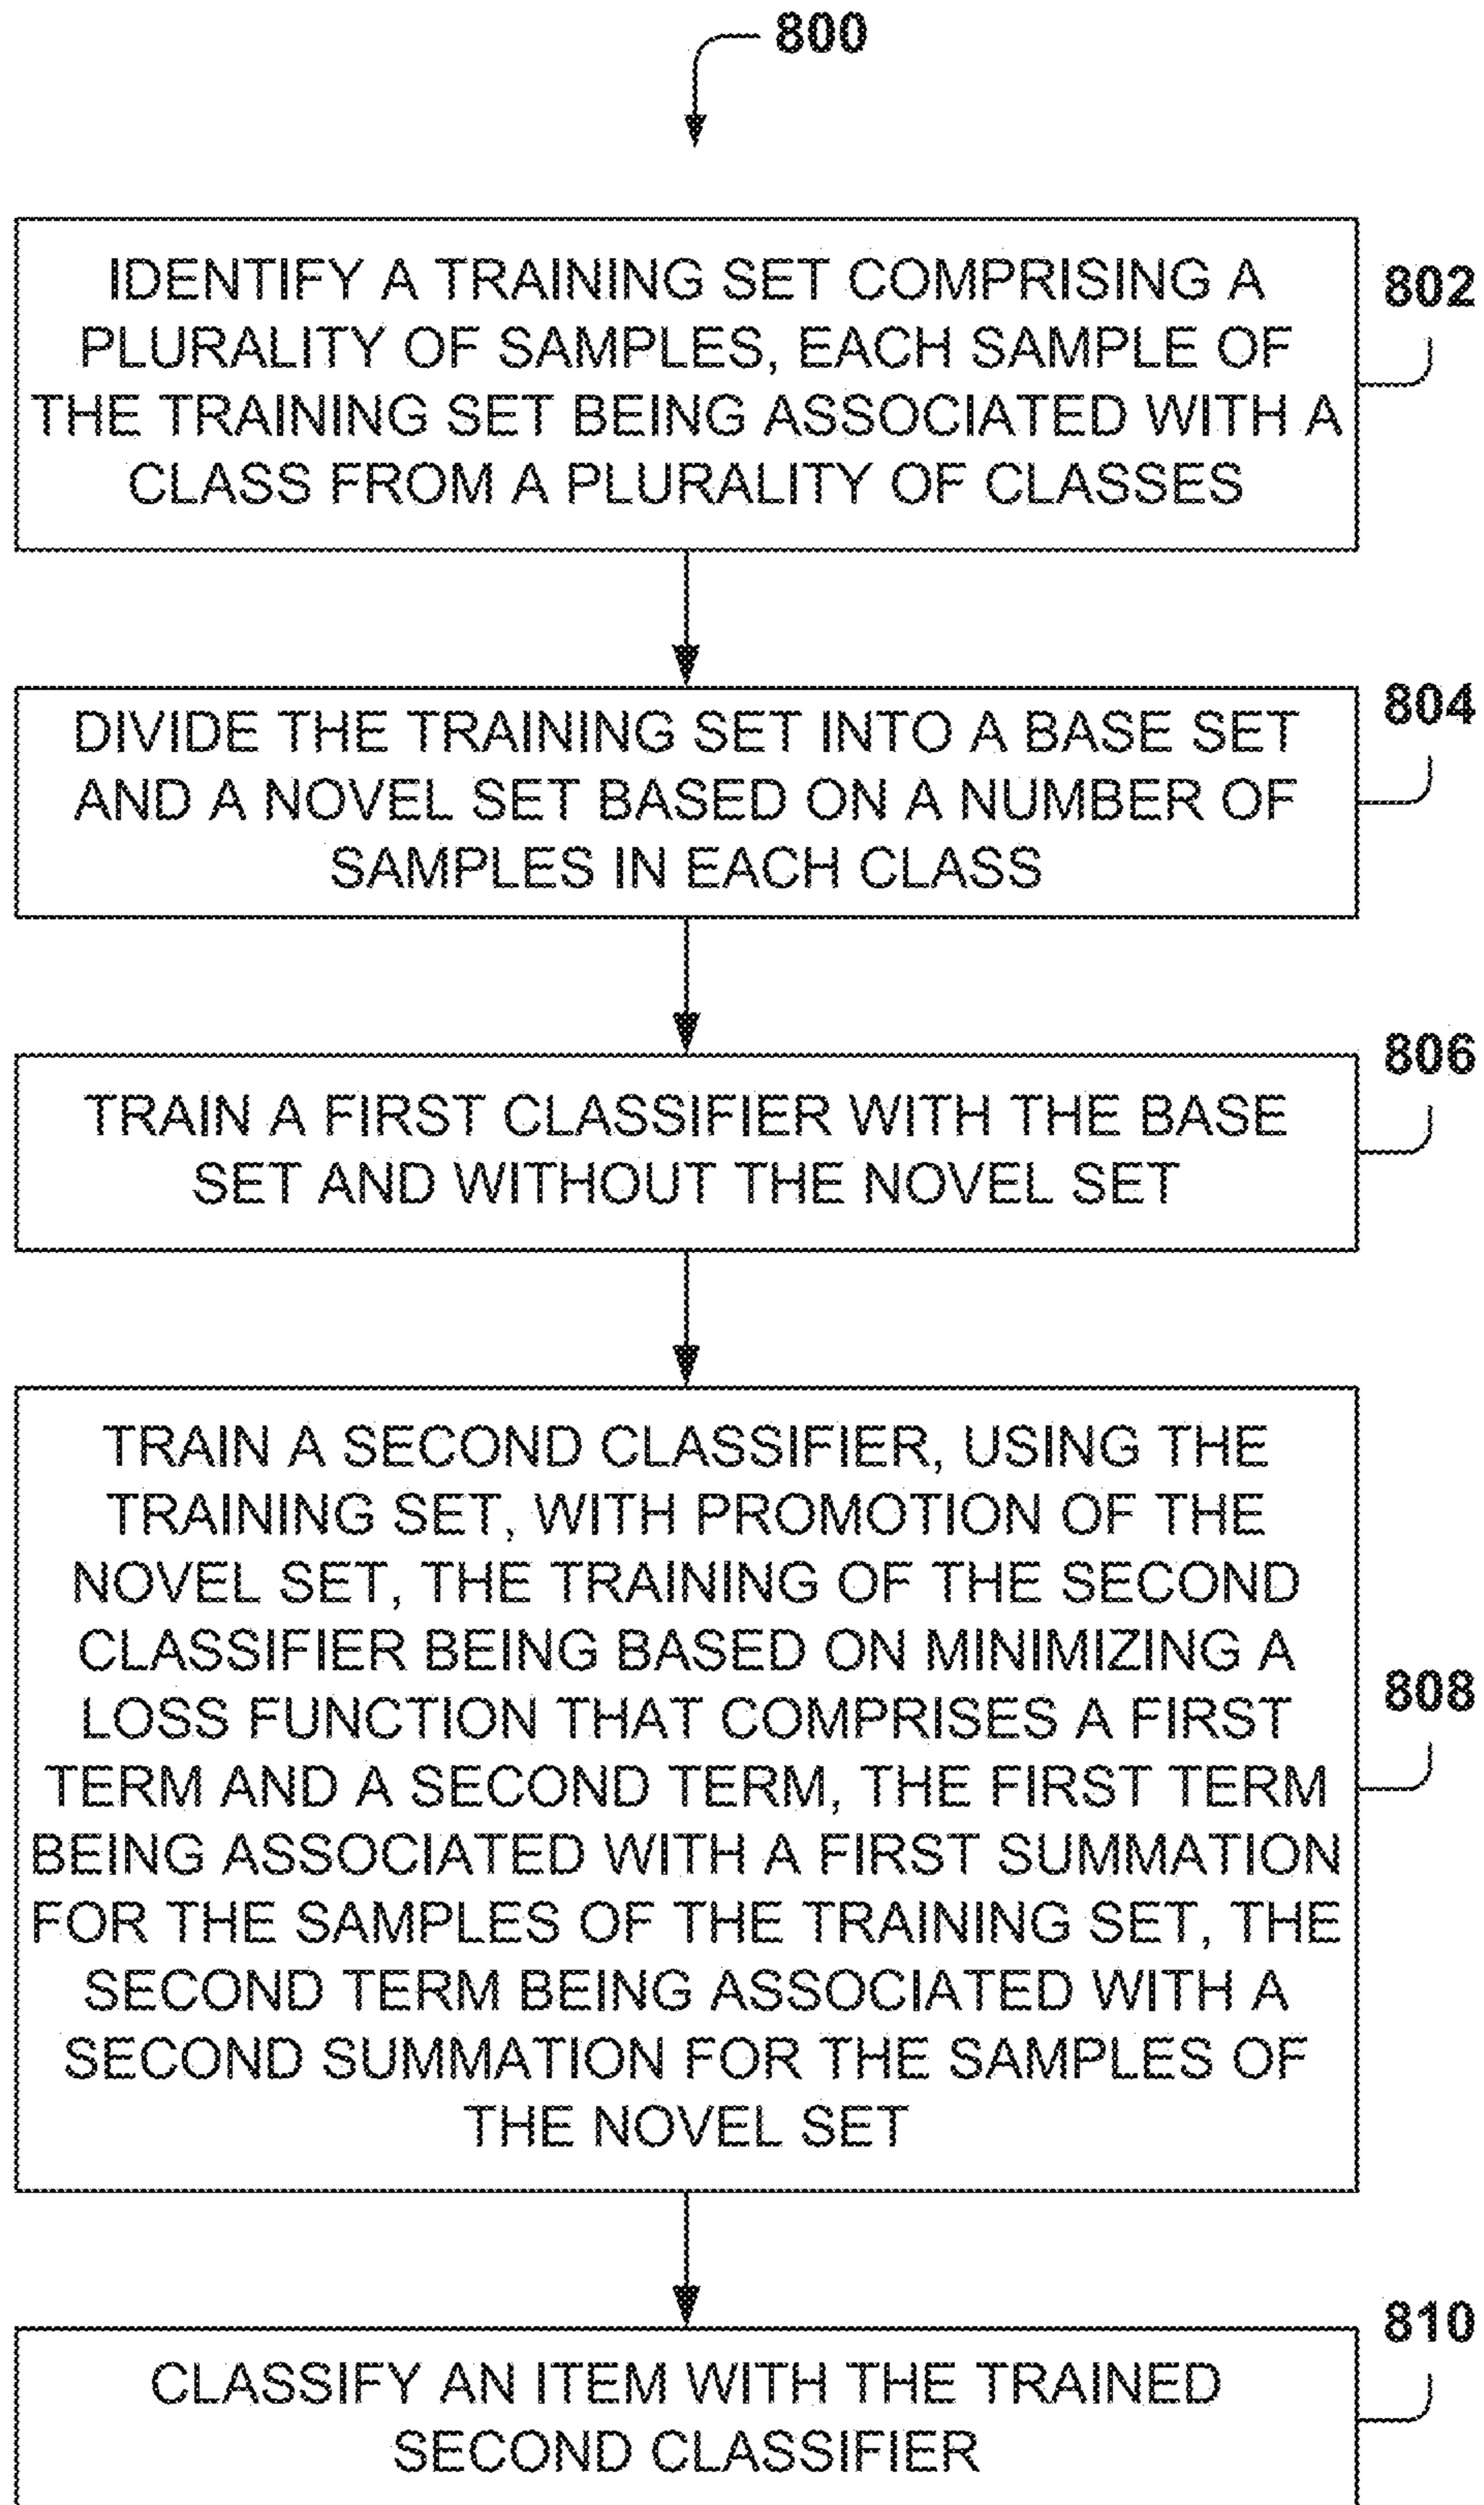 800
IDENTIFY A TRAINING SET COMPRISING A
PLURALITY OF SAMPLES, EACH SAMPLE OF
THE TRAINING SET BEING ASSOCIATED WITH A
CLASS FROM A PLURALITY OF CLASSES
802
DIVIDE THE TRAINING SET INTO A BASE SET
AND A NOVEL SET BASED ON A NUMBER OF
SAMPLES IN EACH CLASS
804
TRAIN A FIRST CLASSIFIER WITH THE BASE
SET AND WITHOUT THE NOVEL SET
806
TRAIN A SECOND CLASSIFIER, USING THE
TRAINING SET, WITH PROMOTION OF THE
NOVEL SET, THE TRAINING OF THE SECOND
CLASSIFIER BEING BASED ON MINIMIZING A
LOSS FUNCTION THAT COMPRISES A FIRST
TERM AND A SECOND TERM, THE FIRST TERM
BEING ASSOCIATED WITH A FIRST SUMMATION
FOR THE SAMPLES OF THE TRAINING SET, THE
SECOND TERM BEING ASSOCIATED WITH A
SECOND SUMMATION FOR THE SAMPLES OF
THE NOVEL SET
808
CLASSIFY AN ITEM WITH THE TRAINED
SECOND CLASSIFIER
810